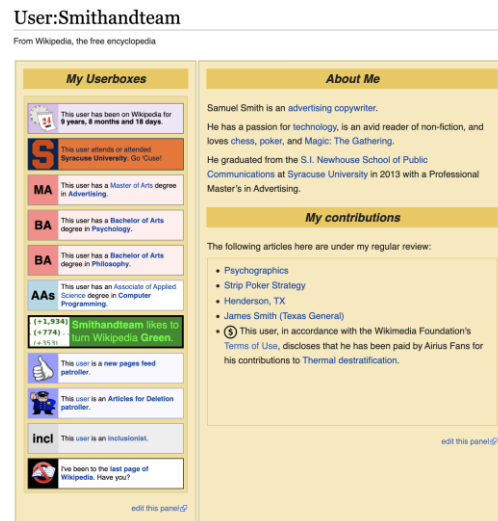 User:Smithandteam
From Wikipedia, the free encyclopedia
My Userboxes
24
This user has been on Wikipedia for
9 years, 8 months and 18 days.
S
This user attends or attended
Syracuse University. Go 'Cuse!
MA
This user has a Master of Arts degree
in Advertising.
BA
This user has a Bachelor of Arts
degree in Psychology.
BA
This user has a Bachelor of Arts
degree in Philosophy.
AAs
This user has an Associate of Applied
Science degree in Computer
Programming.
. (+1,934) . .
(+774) . .
(+353)
Smithandteam likes to
turn Wikipedia Green.
This user is a new pages feed
patroller.
This user is an Articles for Deletion
patroller.
incl
This user is an inclusionist.
I've been to the last page of
Wikipedia. Have you?
edit this panel
About Me
Samuel Smith is an advertising copywriter.
He has a passion for technology, is an avid reader of non-fiction, and
loves chess, poker, and Magic: The Gathering.
He graduated from the S.I. Newhouse School of Public
Communications at Syracuse University in 2013 with a Professional
Master's in Advertising.
My contributions
The following articles here are under my regular review:
• Psychographics
• Strip Poker Strategy
• Henderson, TX
• James Smith (Texas General)
• $ This user, in accordance with the Wikimedia Foundation's
Terms of Use, discloses that he has been paid by Airius Fans for
his contributions to Thermal destratification.
edit this panel